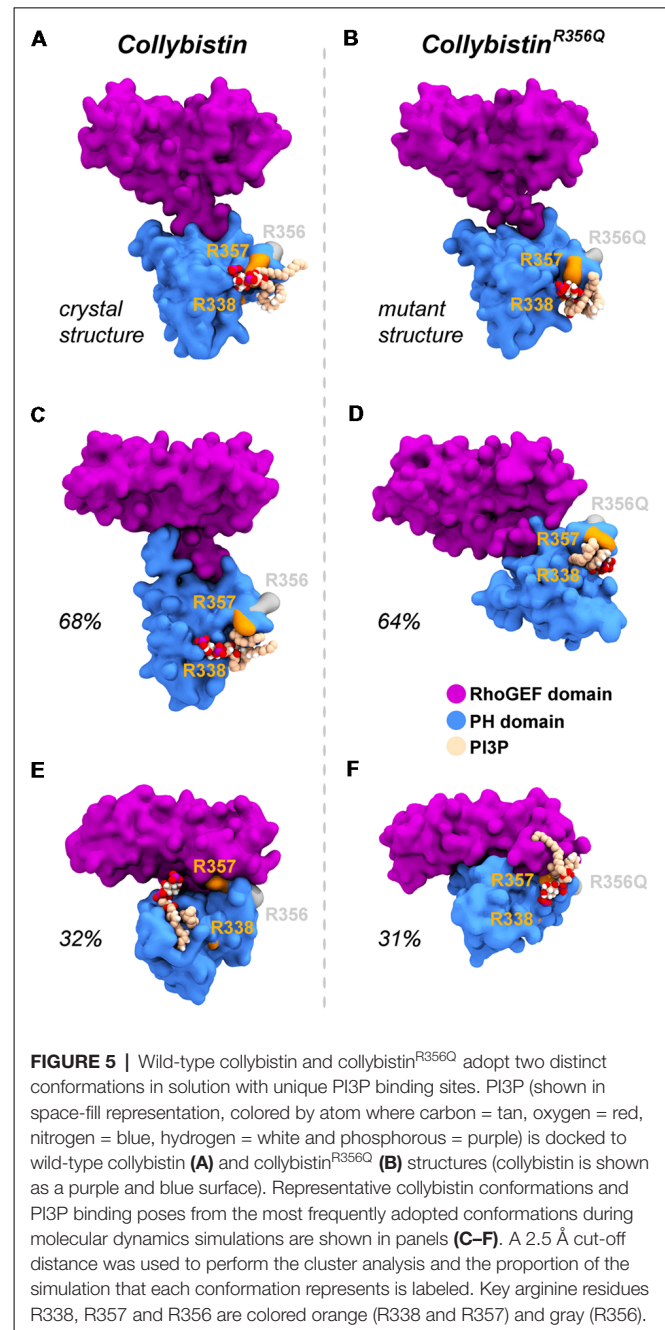 A
Collybistin
B
Collybistin^R356Q
R356
R357
R338
crystal
structure
R356Q
R357
R338
mutant
structure
C
R356
R357
R338
68%
D
R356Q
R357
R338
64%
RhoGEF domain
PH domain
PI3P
E
R357
R356
R338
32%
F
R357
R356Q
R338
31%
FIGURE 5 | Wild-type collybistin and collybistin^R356Q adopt two distinct
conformations in solution with unique PI3P binding sites. PI3P (shown in
space-fill representation, colored by atom where carbon = tan, oxygen = red,
nitrogen = blue, hydrogen = white and phosphorous = purple) is docked to
wild-type collybistin (A) and collybistin^R356Q (B) structures (collybistin is shown
as a purple and blue surface). Representative collybistin conformations and
PI3P binding poses from the most frequently adopted conformations during
molecular dynamics simulations are shown in panels (C–F). A 2.5 Å cut-off
distance was used to perform the cluster analysis and the proportion of the
simulation that each conformation represents is labeled. Key arginine residues
R338, R357 and R356 are colored orange (R338 and R357) and gray (R356).